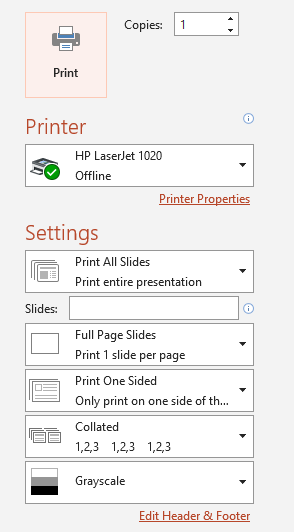 Copies: 1
Print
Printer
HP LaserJet 1020
Offline
Printer Properties
Settings
Print All Slides
Print entire presentation
Slides:
Full Page Slides
Print 1 slide per page
Print One Sided
Only print on one side of th...
Collated
1,2,3 1,2,3 1,2,3
Grayscale
Edit Header & Footer